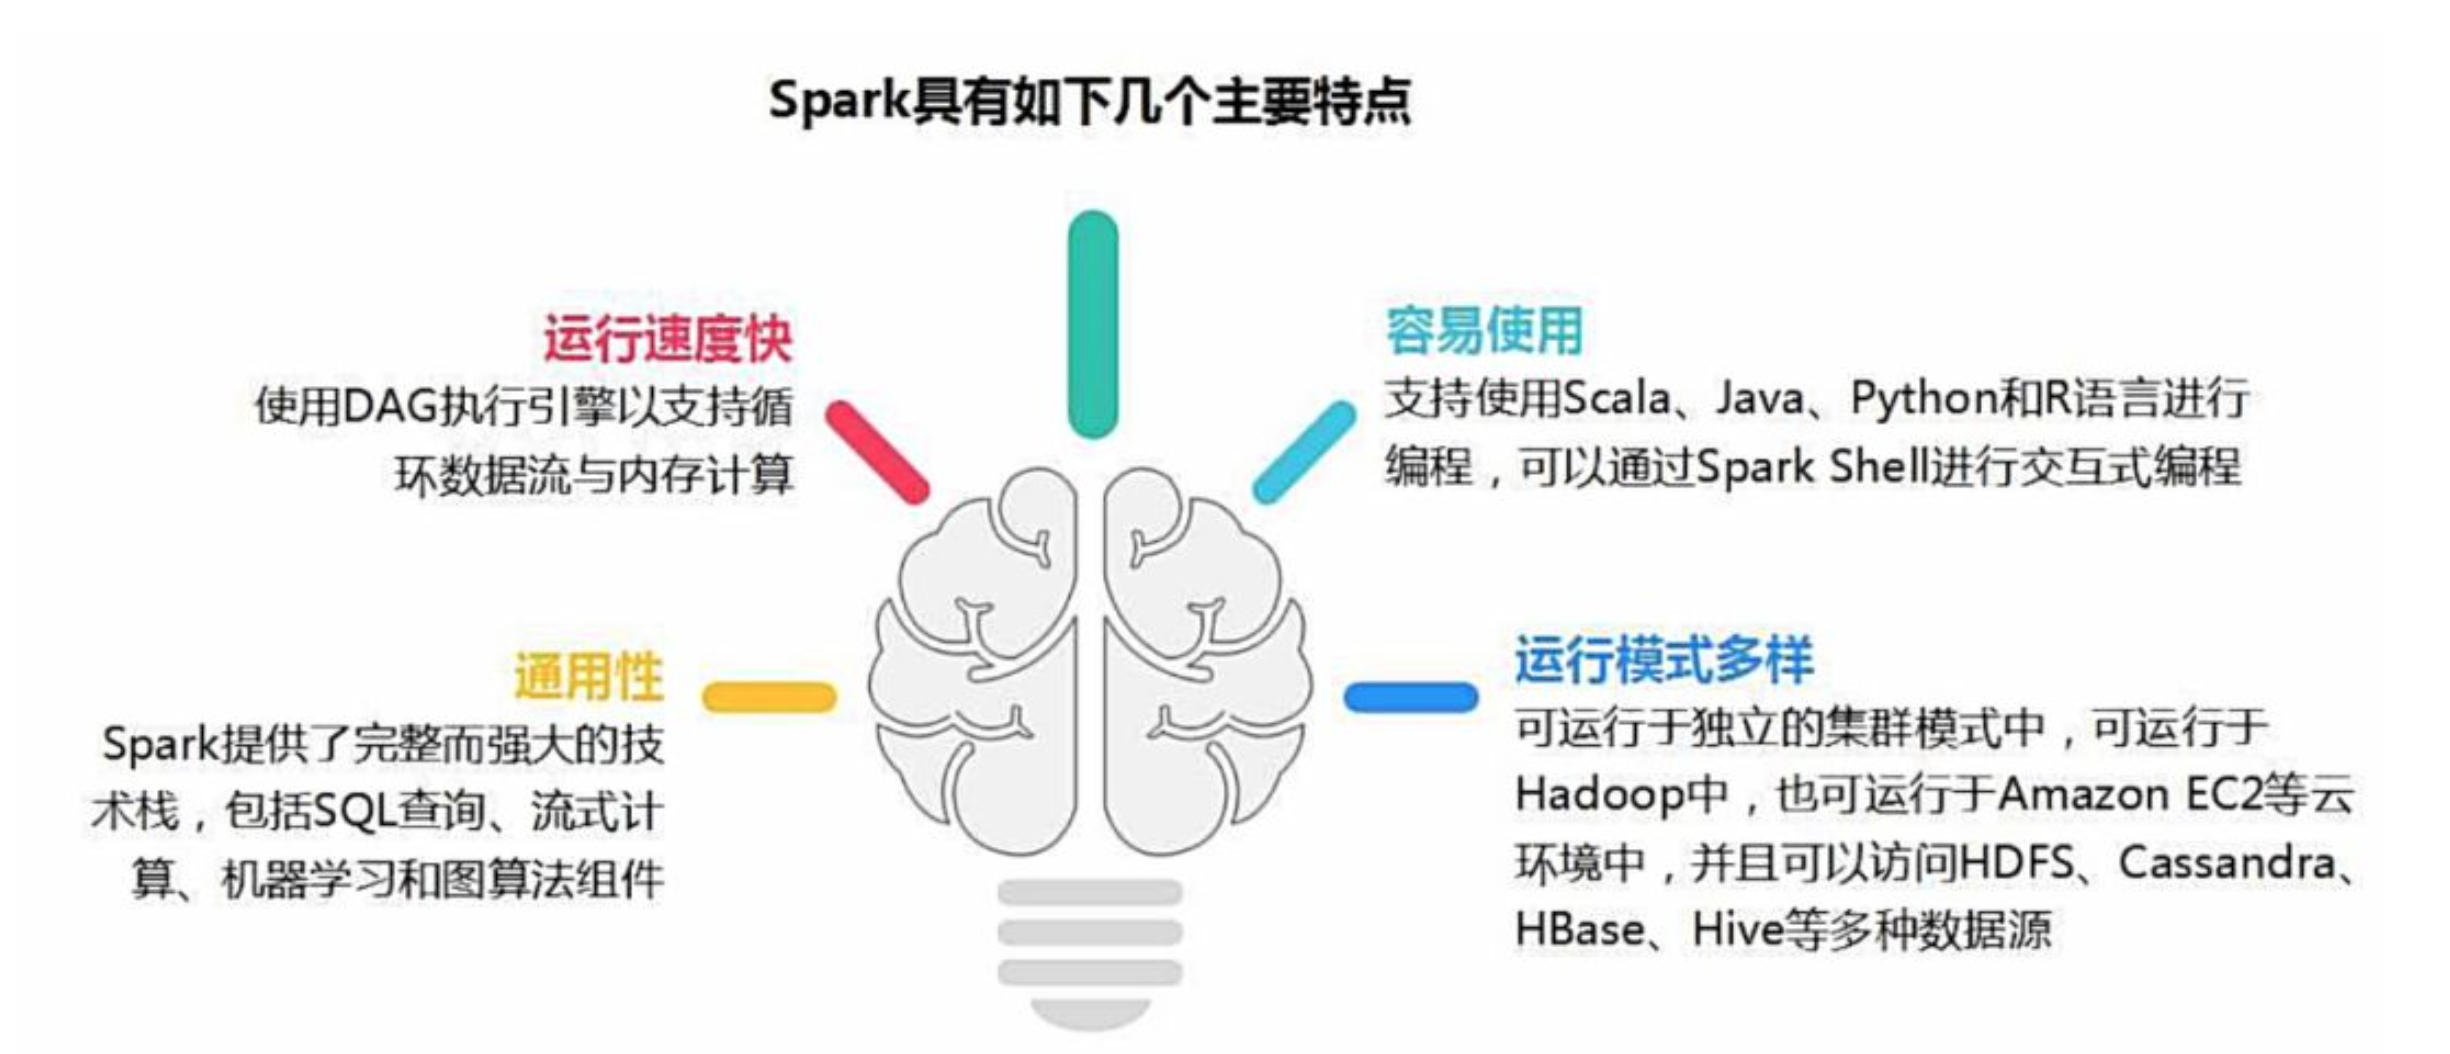 Spark具有如下几个主要特点
运行速度快
使用DAG执行引擎以支持循
环数据流与内存计算
容易使用
支持使用Scala、Java、Python和R语言进行
编程，可以通过Spark Shell进行交互式编程
通用性
Spark提供了完整而强大的技
术栈，包括SQL查询、流式计
算、机器学习和图算法组件
运行模式多样
可运行于独立的集群模式中，可运行于
Hadoop中，也可运行于Amazon EC2等云
环境中，并且可以访问HDFS、Cassandra、
HBase、Hive等多种数据源